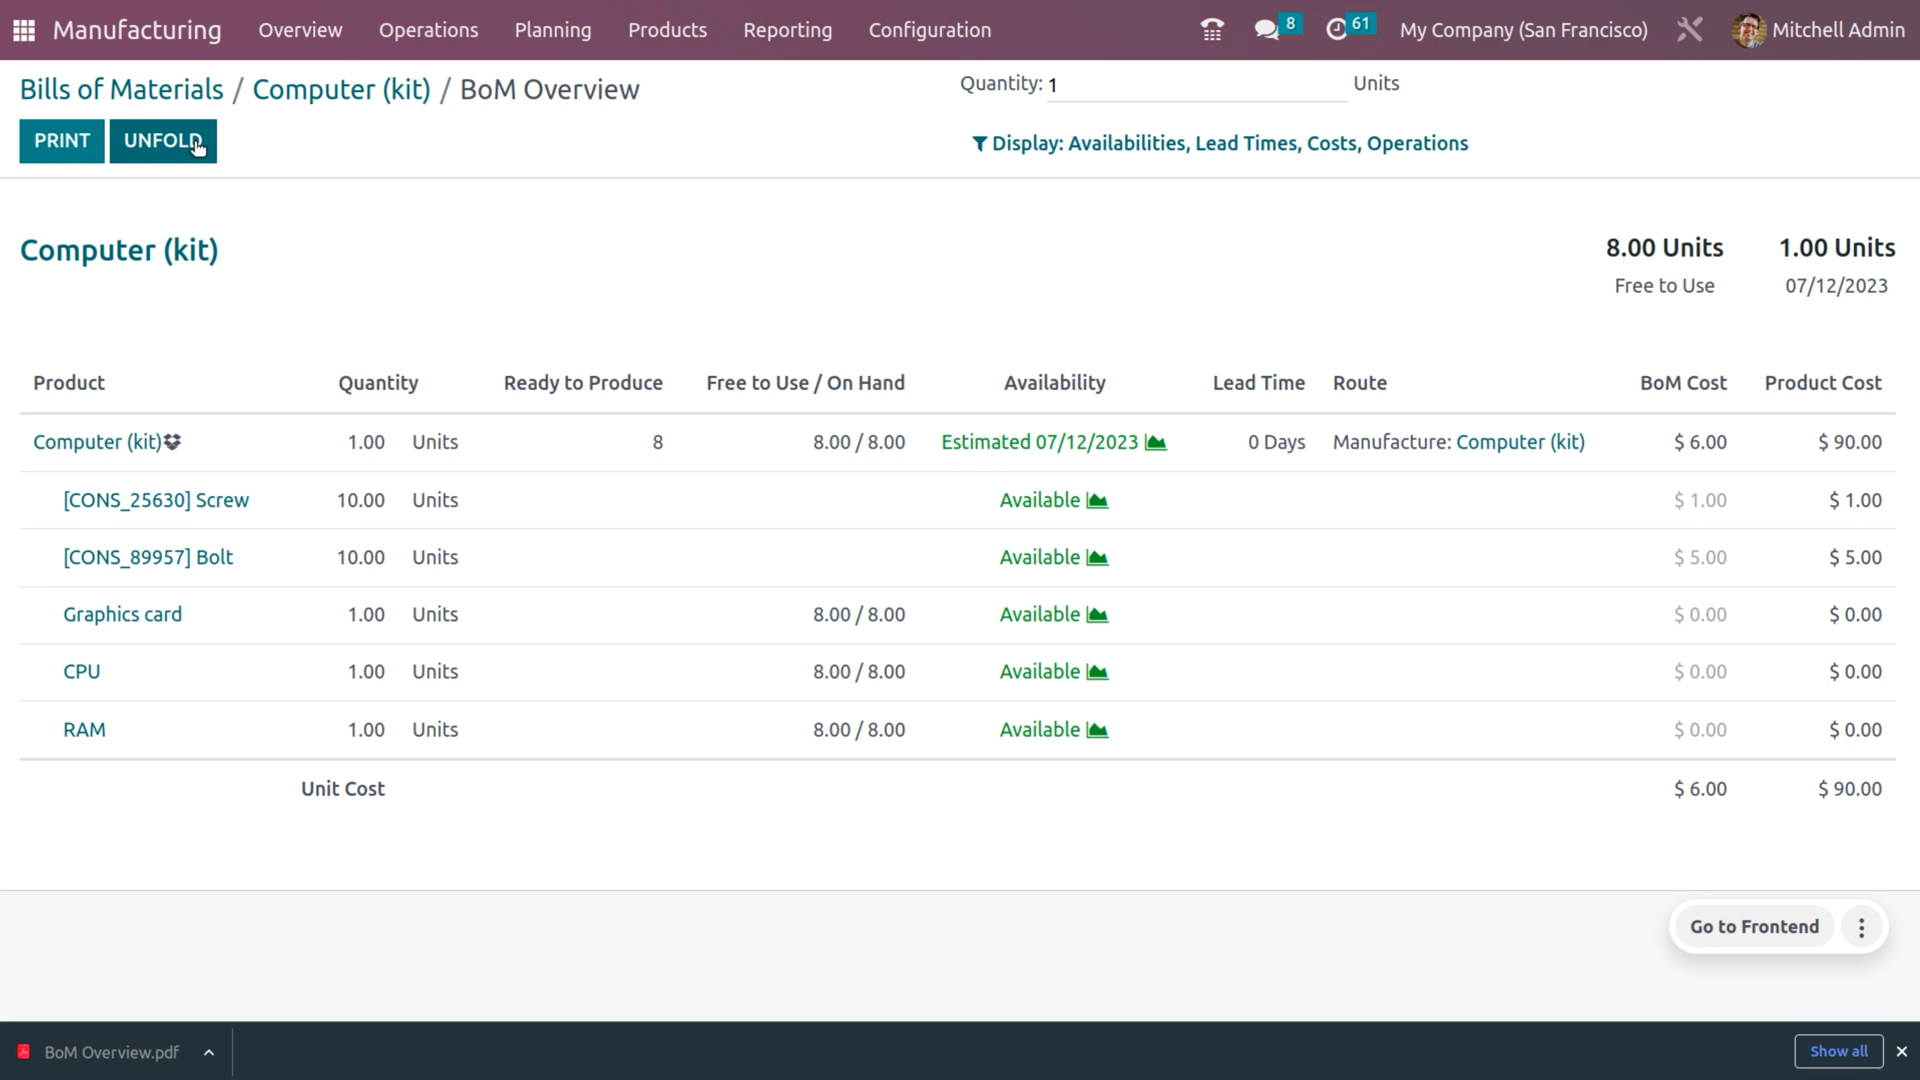 Manufacturing Overview Operations Planning Products Reporting Configuration 8 61 My Company (San Francisco) Mitchell Admin
Bills of Materials / Computer (kit) / BoM Overview Quantity: 1 Units
PRINT UNFOLD Display: Availabilities, Lead Times, Costs, Operations
Computer (kit) 8.00 Units 1.00 Units
Free to Use 07/12/2023
Product Quantity Ready to Produce Free to Use / On Hand Availability Lead Time Route BoM Cost Product Cost
Computer (kit) 1.00 Units 8 8.00 / 8.00 Estimated 07/12/2023 0 Days Manufacture: Computer (kit) $ 6.00 $ 90.00
[CONS_25630] Screw 10.00 Units Available $ 1.00 $ 1.00
[CONS_89957] Bolt 10.00 Units Available $ 5.00 $ 5.00
Graphics card 1.00 Units 8.00 / 8.00 Available $ 0.00 $ 0.00
CPU 1.00 Units 8.00 / 8.00 Available $ 0.00 $ 0.00
RAM 1.00 Units 8.00 / 8.00 Available $ 0.00 $ 0.00
Unit Cost $ 6.00 $ 90.00
Go to Frontend
BoM Overview.pdf Show all